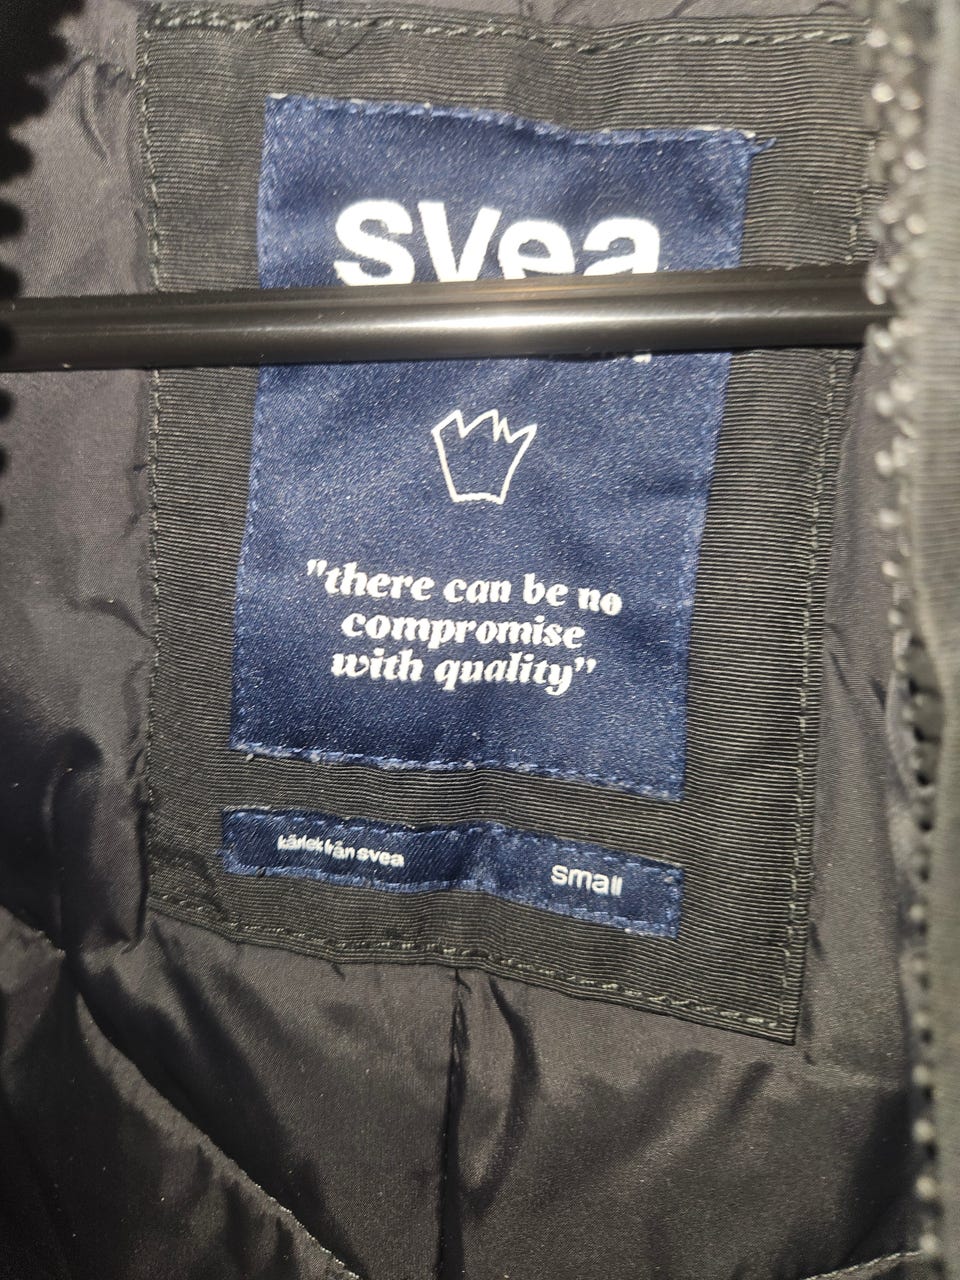 svea
"there can be no
compromise
with quality"
kärlek från svea
small